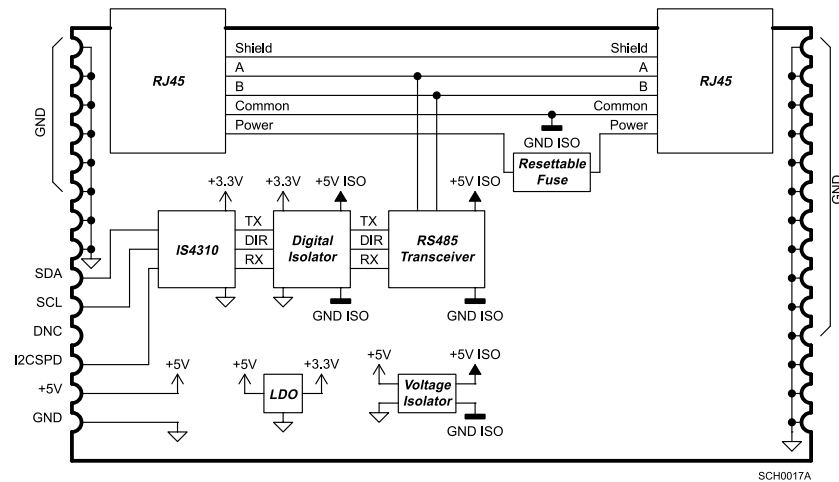 Shield
Shield
RJ45
A
A
RJ45
B
B
GND
Common
Common
Power
GND ISO
Power
Resettable
Fuse
GND
+3.3V
+3.3V
+5V ISO
+5V ISO
TX
TX
IS4310
DIR
Digital
Isolator
DIR
RS485
Transceiver
RX
RX
SDA
SCL
GND ISO
GND ISO
DNC
I2CSPD
+5V
+5V
+3.3V
+5V
+5V ISO
+5V
LDO
Voltage
Isolator
GND
GND ISO
SCH0017A